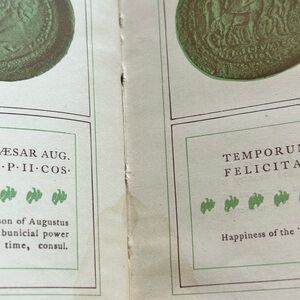 ÆSAR AUG.
P·II·COS·
son of Augustus
bunicial power
time, consul.
TEMPORUM
FELICITA
Happiness of the